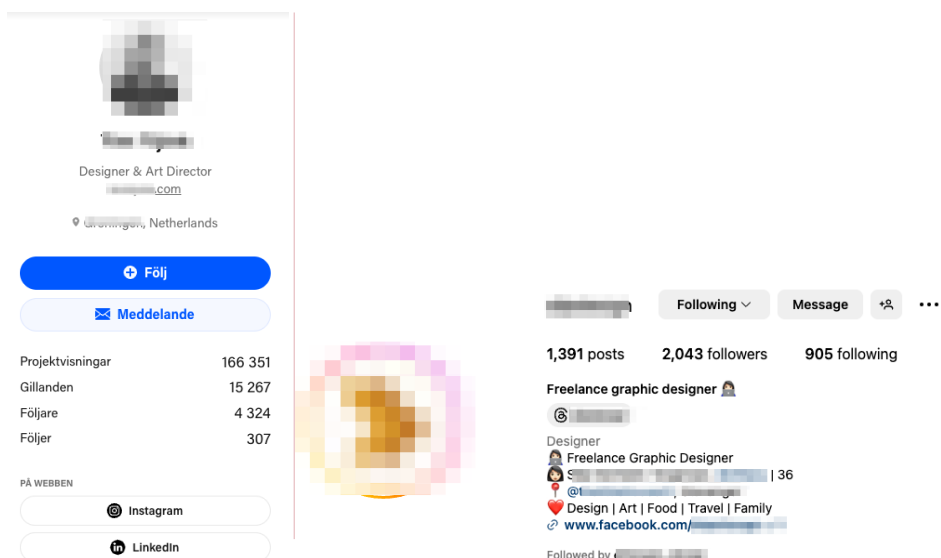 Designer & Art Director
.com
, Netherlands
Följ
Meddelande
Projektvisningar 166 351
Gillanden 15 267
Följare 4 324
Följer 307
PÅ WEBBEN
Instagram
LinkedIn
Following Message
1,391 posts 2,043 followers 905 following
Freelance graphic designer
Designer
Freelance Graphic Designer
| 36
@
Design | Art | Food | Travel | Family
www.facebook.com/
Followed by